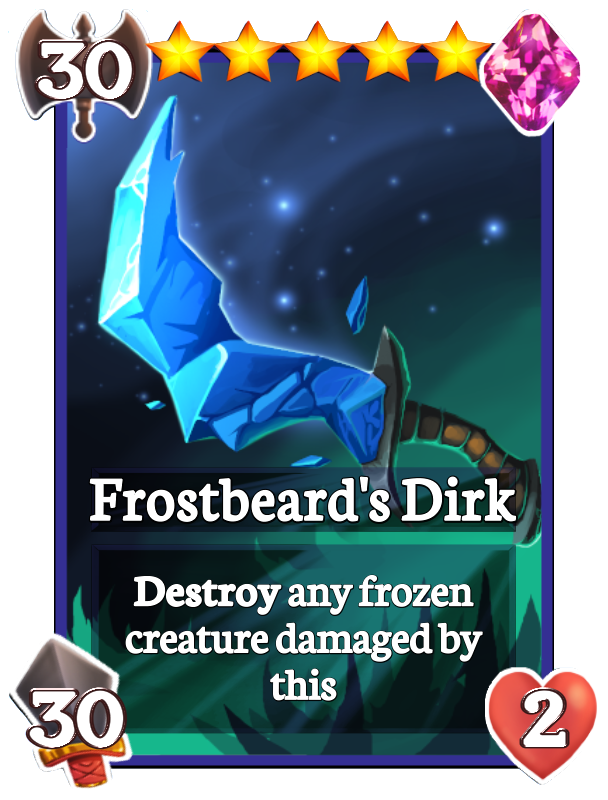 30
Frostbeard's Dirk
Destroy any frozen
creature damaged by
this
30
2